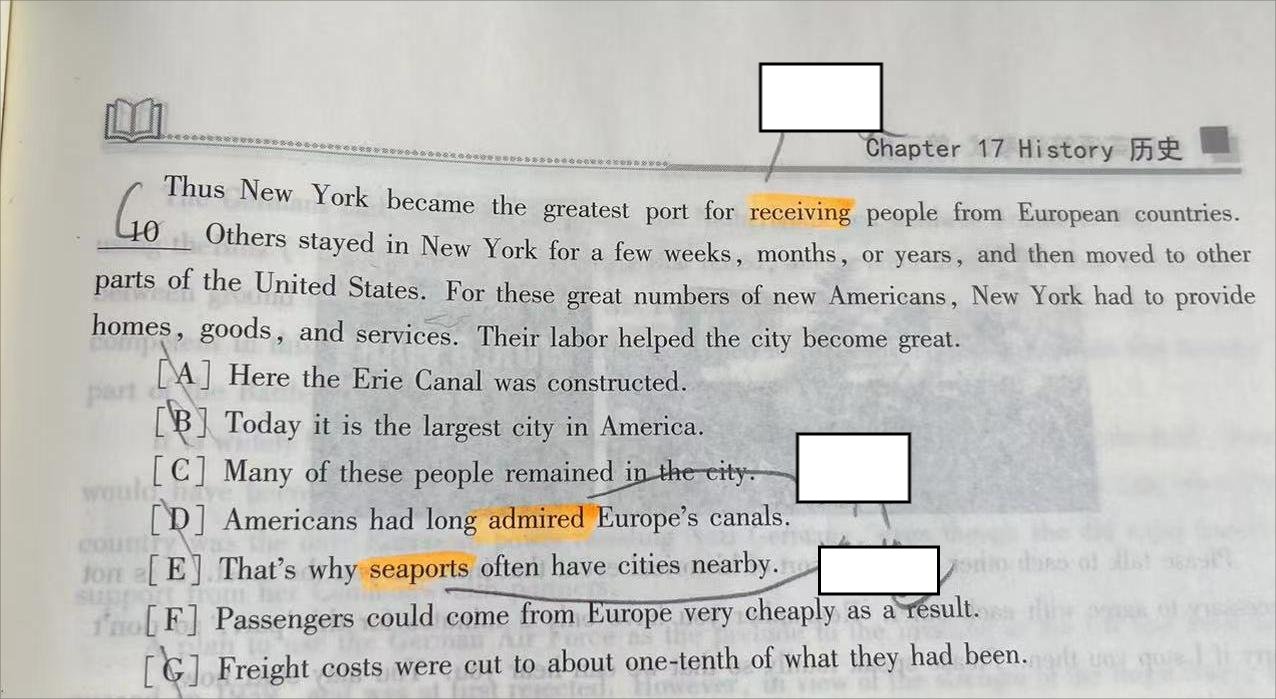 Chapter 17 History 历史
Thus New York became the greatest port for receiving people from European countries.
10 Others stayed in New York for a few weeks, months, or years, and then moved to other
parts of the United States. For these great numbers of new Americans, New York had to provide
homes, goods, and services. Their labor helped the city become great.
[A] Here the Erie Canal was constructed.
[B] Today it is the largest city in America.
[C] Many of these people remained in the city.
[D] Americans had long admired Europe's canals.
[E] That's why seaports often have cities nearby.
[F] Passengers could come from Europe very cheaply as a result.
[G] Freight costs were cut to about one-tenth of what they had been.